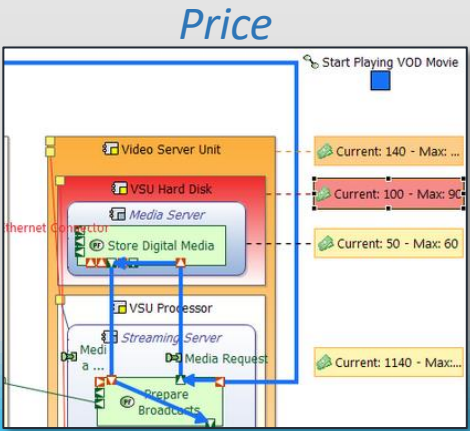 Price
Start Playing VOD Movie
Video Server Unit
Current: 140 - Max: ...
VSU Hard Disk
Current: 100 - Max: 90
Media Server
thernet Connector
Store Digital Media
Current: 50 - Max: 60
VSU Processor
Streaming Server
Medi
a ...
Media Request
Current: 1140 - Max:...
Prepare
Broadcasts